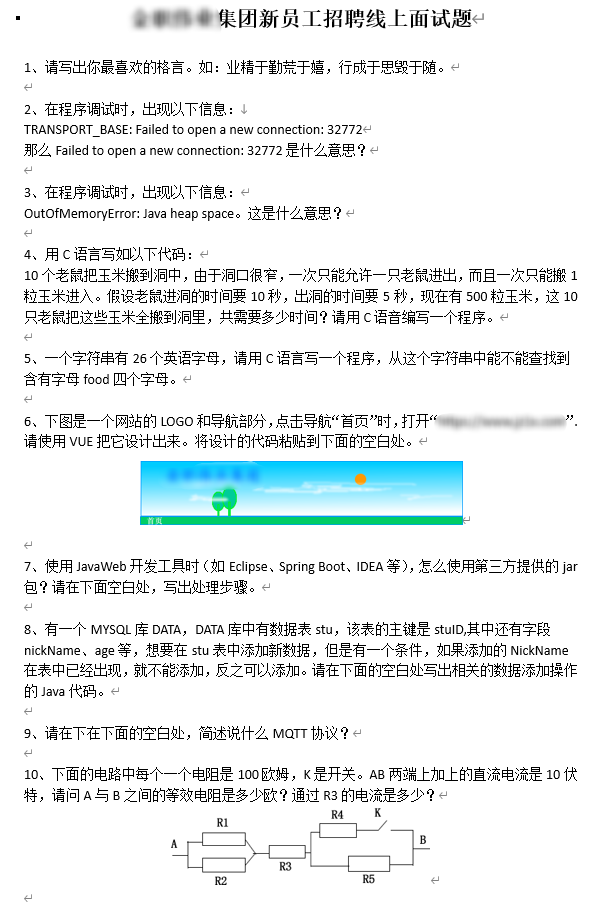 集团新员工招聘线上面试题
1、请写出你最喜欢的格言。如：业精于勤荒于嬉，行成于思毁于随。
2、在程序调试时，出现以下信息：
TRANSPORT_BASE: Failed to open a new connection: 32772
那么 Failed to open a new connection: 32772 是什么意思？
3、在程序调试时，出现以下信息：
OutOfMemoryError: Java heap space。这是什么意思？
4、用 C 语言写如以下代码：
10 个老鼠把玉米搬到洞中，由于洞口很窄，一次只能允许一只老鼠进出，而且一次只能搬 1
粒玉米进入。假设老鼠进洞的时间要 10 秒，出洞的时间要 5 秒，现在有 500 粒玉米，这 10
只老鼠把这些玉米全搬到洞里，共需要多少时间？请用 C 语音编写一个程序。
5、一个字符串有 26 个英语字母，请用 C 语言写一个程序，从这个字符串中能不能查找到
含有字母 food 四个字母。
6、下图是一个网站的 LOGO 和导航部分，点击导航“首页”时，打开“ ”.
请使用 VUE 把它设计出来。将设计的代码粘贴到下面的空白处。
首页
7、使用 JavaWeb 开发工具时（如 Eclipse、Spring Boot、IDEA 等），怎么使用第三方提供的 jar
包？请在下面空白处，写出处理步骤。
8、有一个 MYSQL 库 DATA，DATA 库中有数据表 stu，该表的主键是 stuID,其中还有字段
nickName、age 等，想要在 stu 表中添加新数据，但是有一个条件，如果添加的 NickName
在表中已经出现，就不能添加，反之可以添加。请在下面的空白处写出相关的数据添加操作
的 Java 代码。
9、请在下在下面的空白处，简述说什么 MQTT 协议？
10、下面的电路中每个一个电阻是 100 欧姆，K 是开关。AB 两端上加上的直流电流是 10 伏
特，请问 A 与 B 之间的等效电阻是多少欧？通过 R3 的电流是多少？
R1 R4 K
A B
R2 R3 R5